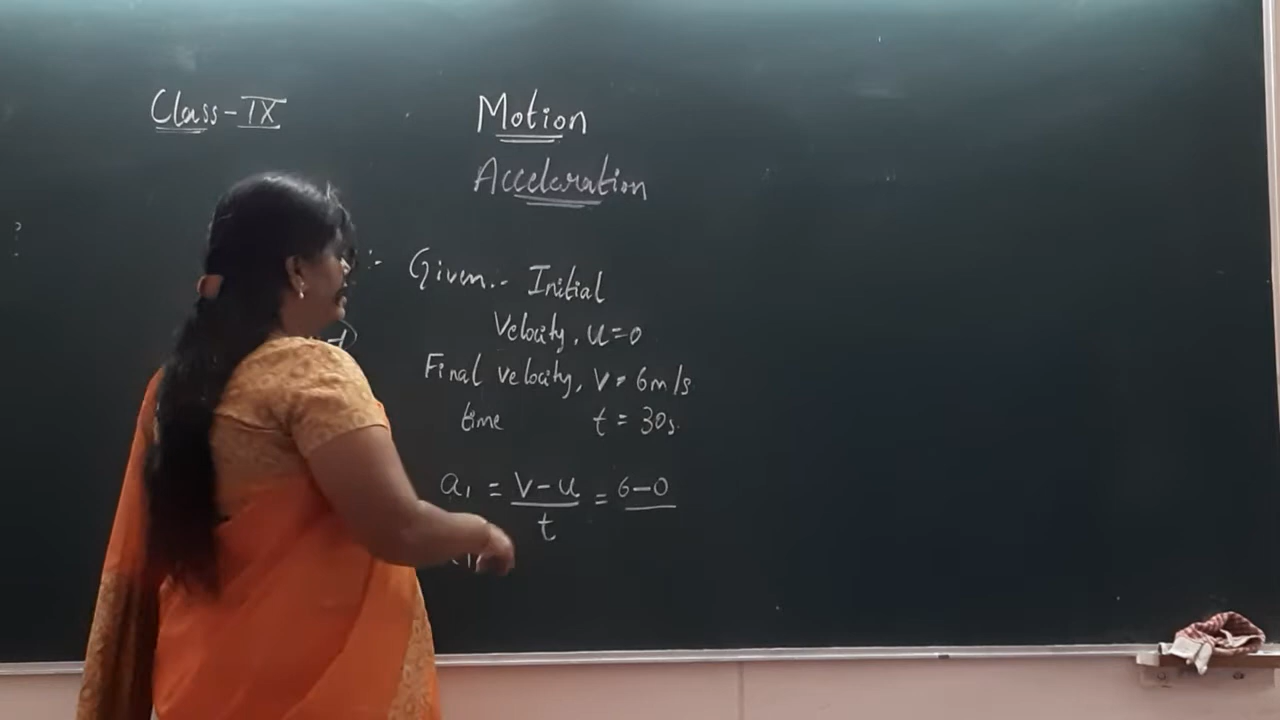 Class-IX
Motion
Acceleration
:- Given.- Initial
Velocity, u=0
Final velocity, v = 6m/s
time t = 30s.
a₁ = v-u/t = 6-0
?